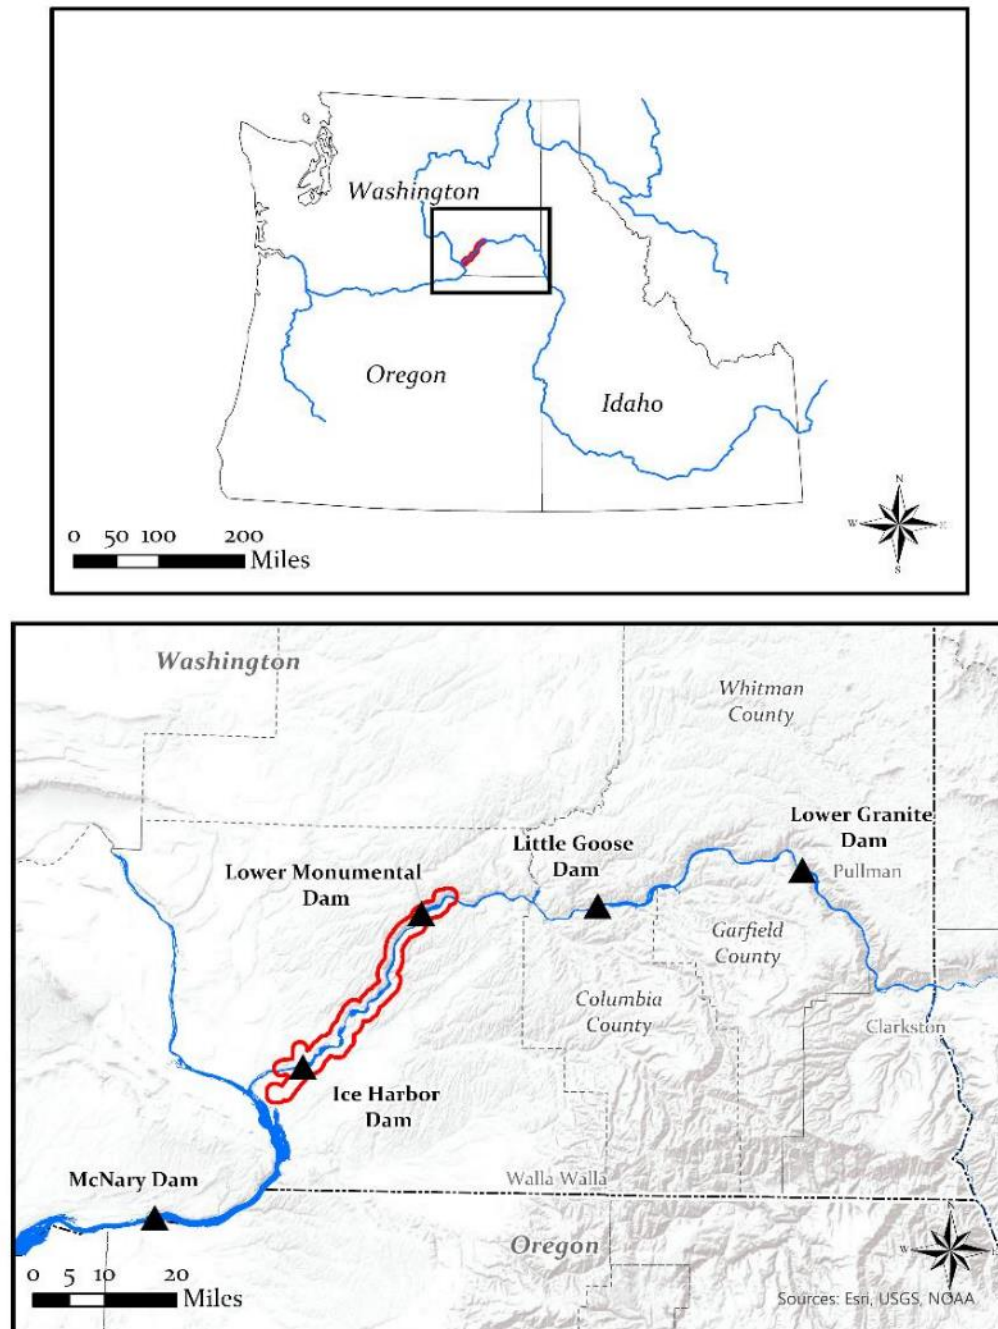 Washington
Oregon
Idaho
N
W
E
S
0 50 100 200
Miles
Washington
Whitman
County
Lower Granite
Dam
Pullman
Little Goose
Dam
Lower Monumental
Dam
Garfield
County
Columbia
County
Clarkston
Ice Harbor
Dam
McNary Dam
Walla Walla
Oregon
N
W
0 5 10 20
Miles
Sources: Esri, USGS, NOAA